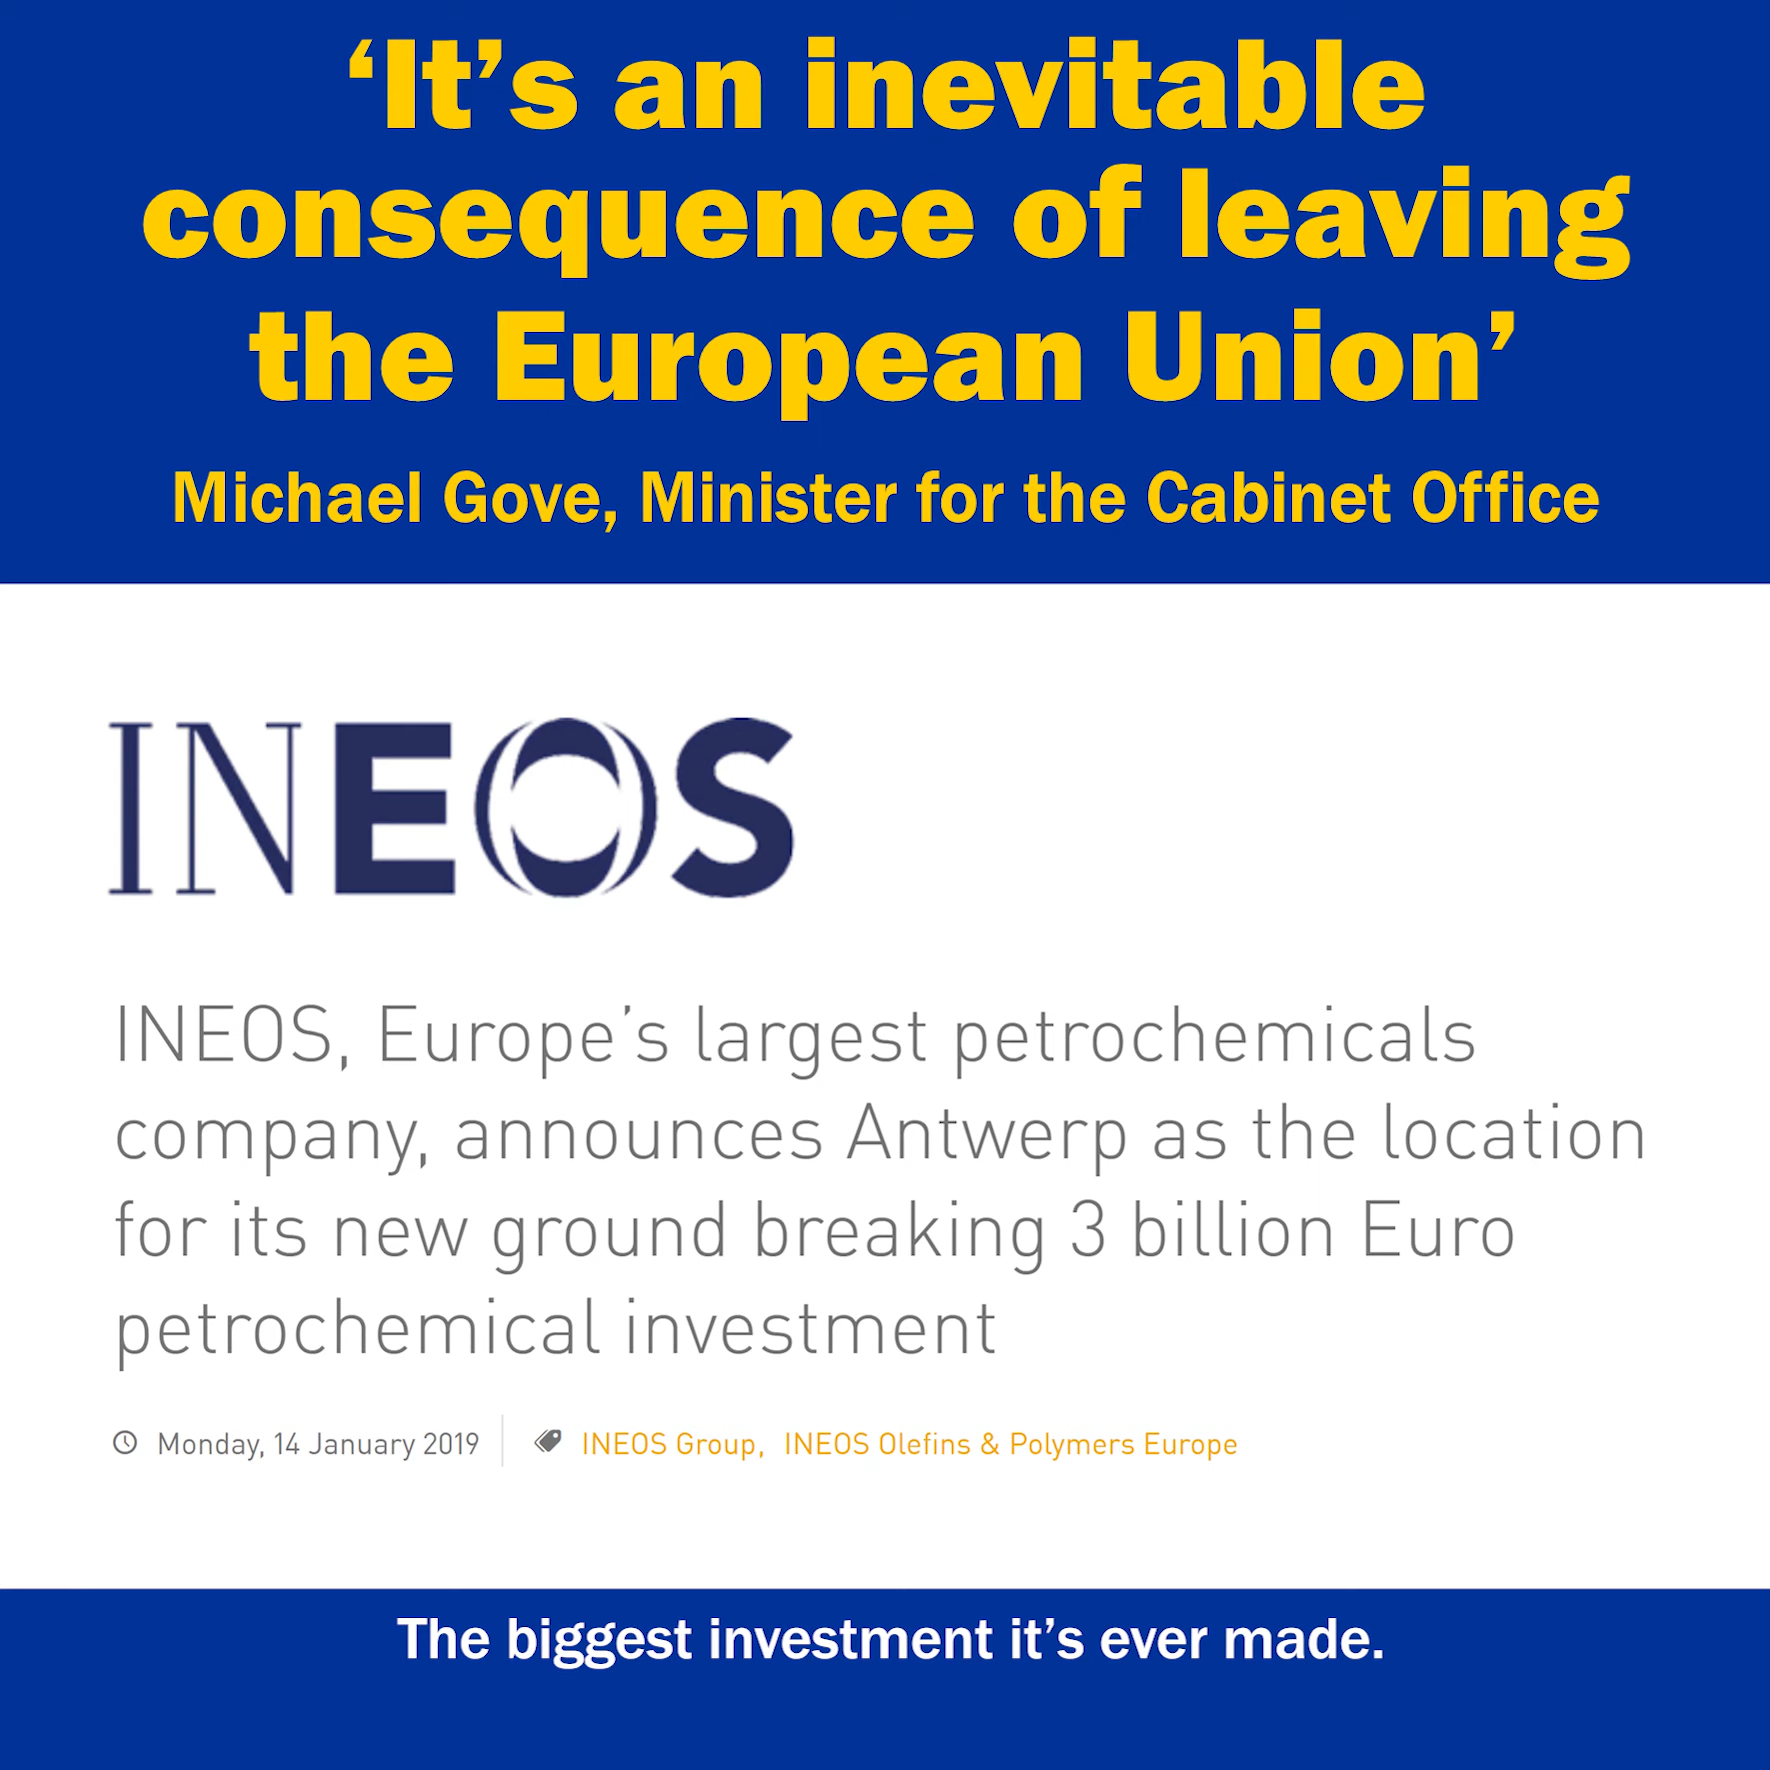 ‘It’s an inevitable
consequence of leaving
the European Union’
Michael Gove, Minister for the Cabinet Office
INEOS
INEOS, Europe’s largest petrochemicals
company, announces Antwerp as the location
for its new ground breaking 3 billion Euro
petrochemical investment
Monday, 14 January 2019 INEOS Group, INEOS Olefins & Polymers Europe
The biggest investment it’s ever made.